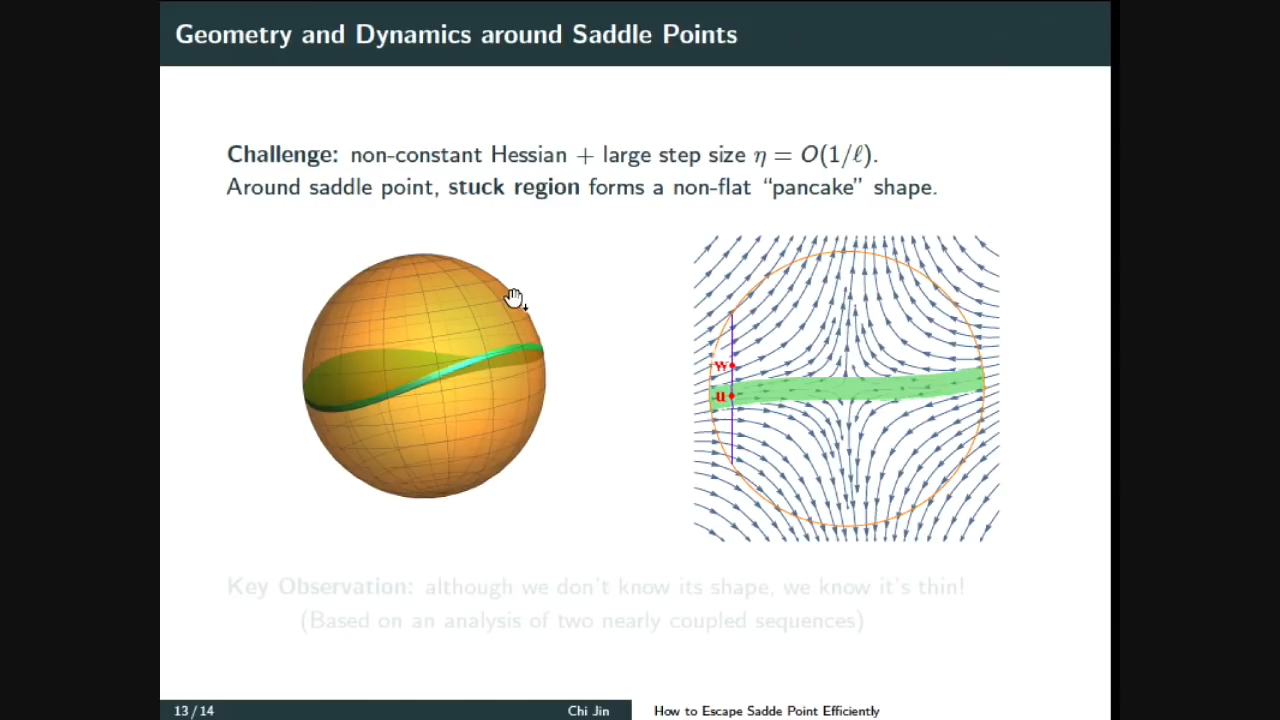 Geometry and Dynamics around Saddle Points
Challenge: non-constant Hessian + large step size η = O(1/ℓ).
Around saddle point, stuck region forms a non-flat “pancake” shape.
w
u
Key Observation: although we don't know its shape, we know it's thin!
(Based on an analysis of two nearly coupled sequences)
13/14
Chi Jin
How to Escape Sadde Point Efficiently